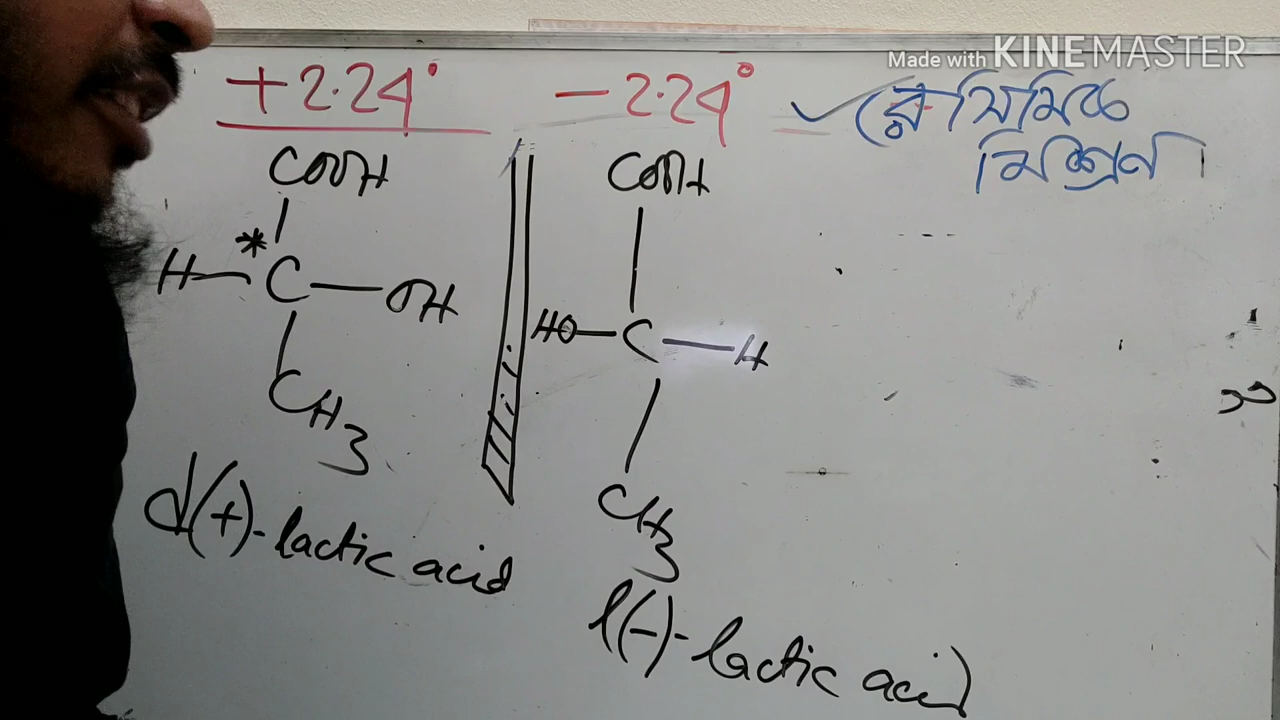 Made with KINEMASTER
+2.24° -2.24° রেসিমিক
মিশ্রণ
COOH COOH
* H-C-OH
HO-C-H
CH3
CH3
d(+)-lactic acid
l(-)-lactic acid